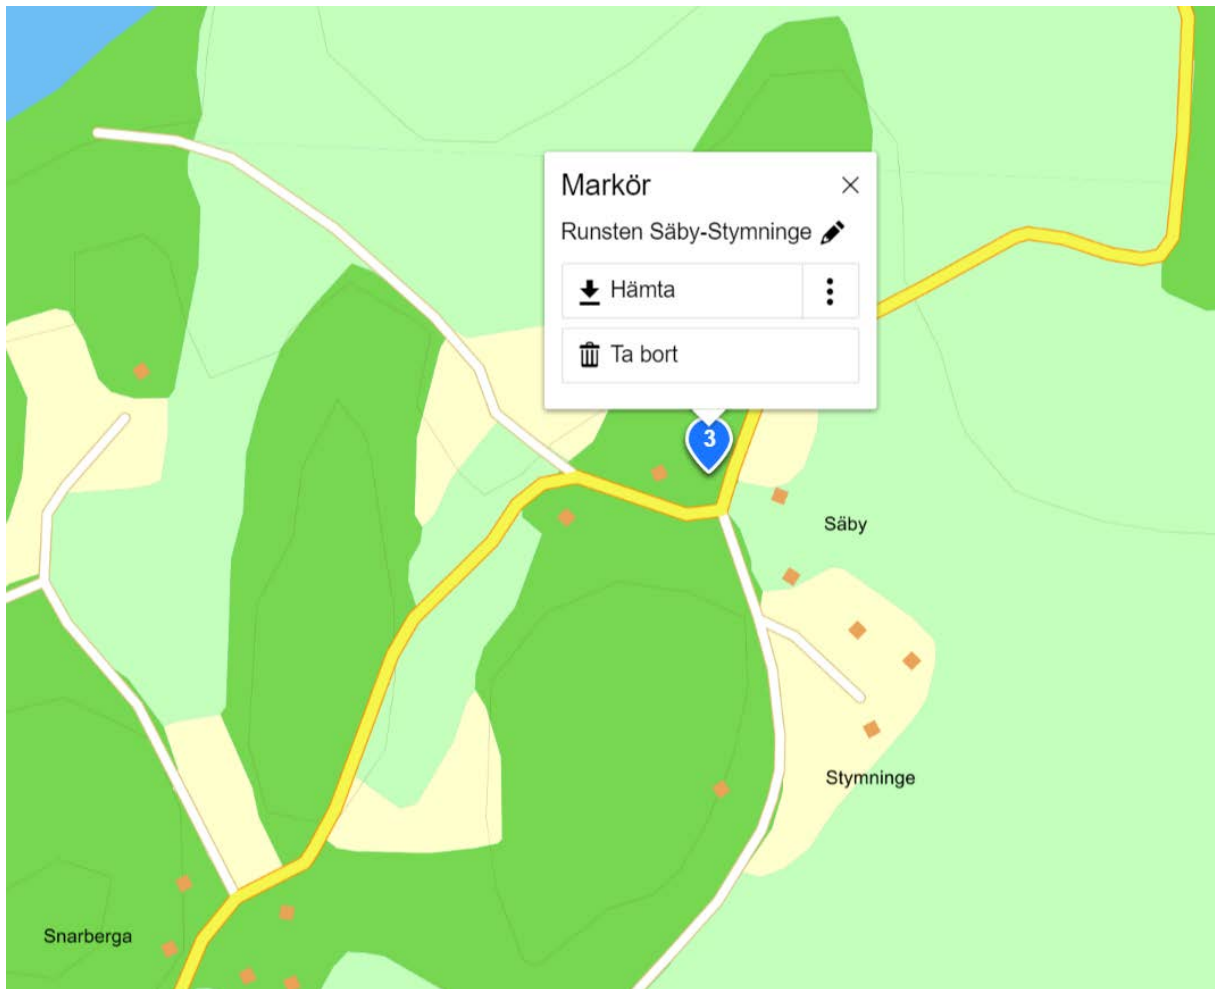 Markör
Runsten Säby-Stymninge
Hämta
Ta bort
3
Säby
Stymninge
Snarberga